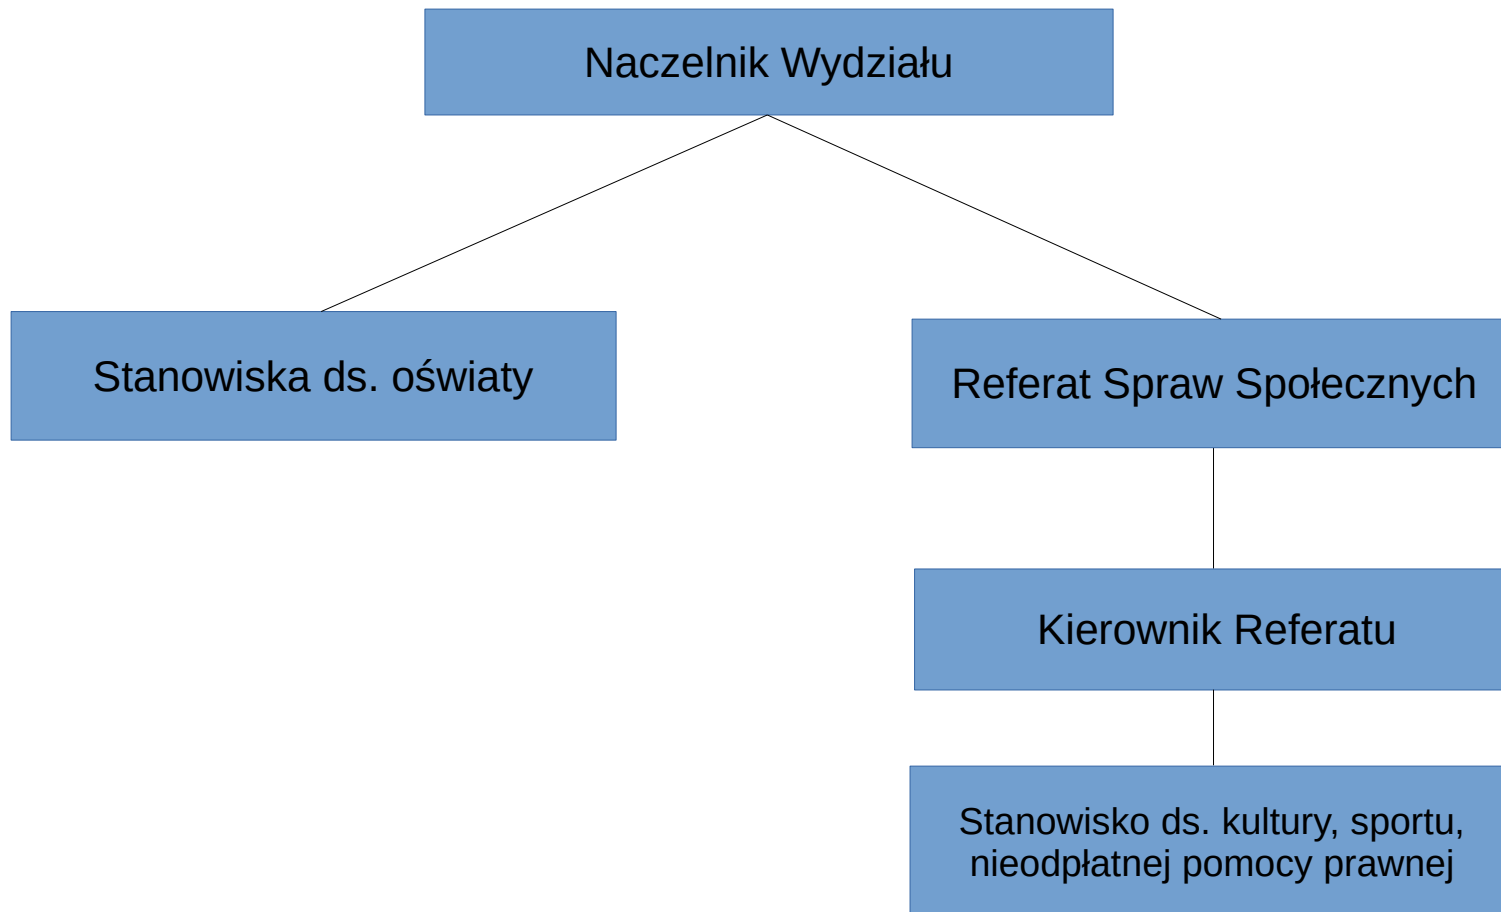 Naczelnik Wydziału
Stanowiska ds. oświaty
Referat Spraw Społecznych
Kierownik Referatu
Stanowisko ds. kultury, sportu,
nieodpłatnej pomocy prawnej